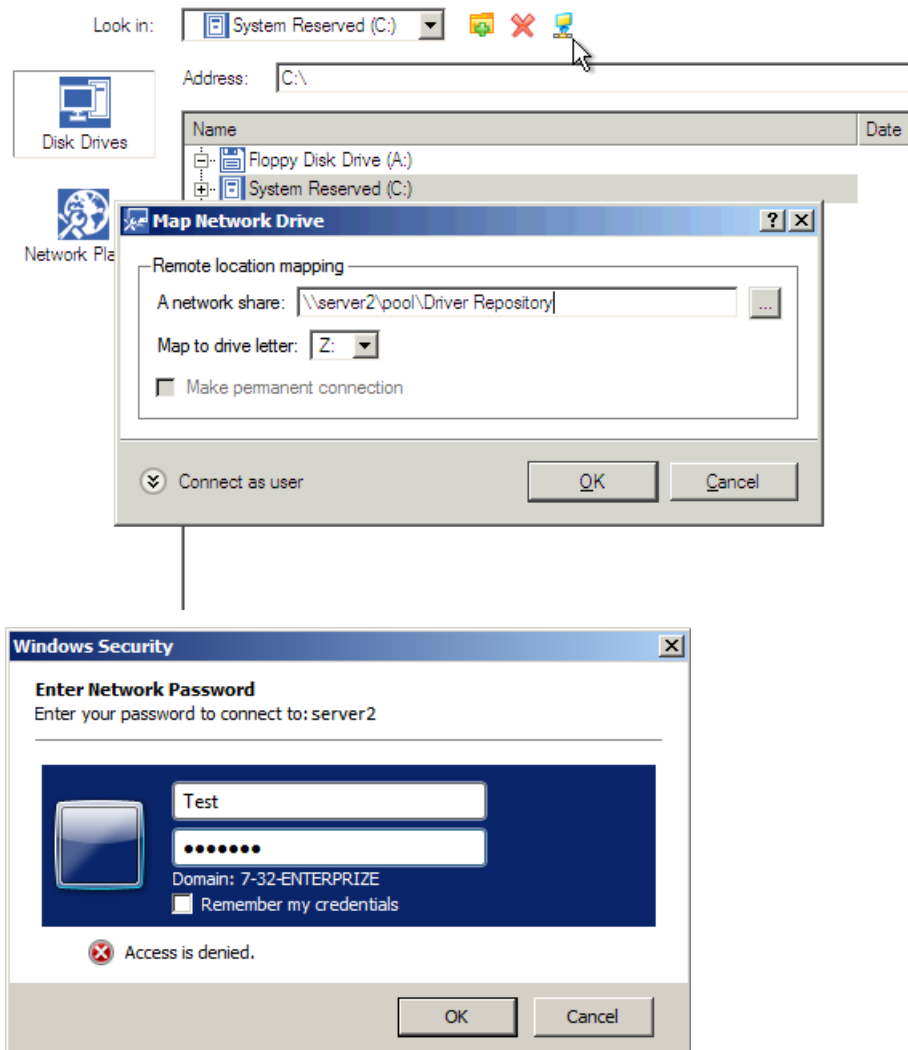 Look in: System Reserved (C:)
Address: C:\
Disk Drives
Name Date
Floppy Disk Drive (A:)
System Reserved (C:)
Network Pla
Map Network Drive
Remote location mapping
A network share: \\server2\pool\Driver Repository ...
Map to drive letter: Z:
Make permanent connection
Connect as user OK Cancel
Windows Security
Enter Network Password
Enter your password to connect to: server2
Test
•••••••
Domain: 7-32-ENTERPRIZE
Remember my credentials
Access is denied.
OK Cancel